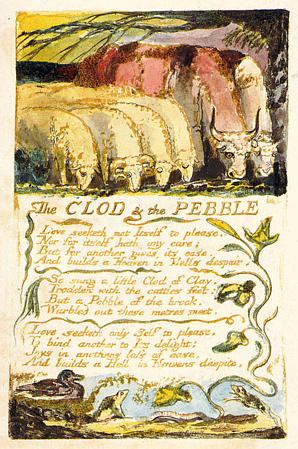 The CLOD & the PEBBLE
Love seeketh not Itself to please,
Nor for itself hath any care;
But for another gives its ease,
And builds a Heaven in Hells despair.
So sung a little Clod of Clay,
Trodden with the cattles feet;
But a Pebble of the brook,
Warbled out these metres meet.
Love seeketh only Self to please,
To bind another to Its delight:
Joys in anothers loss of ease,
And builds a Hell in Heavens despite.